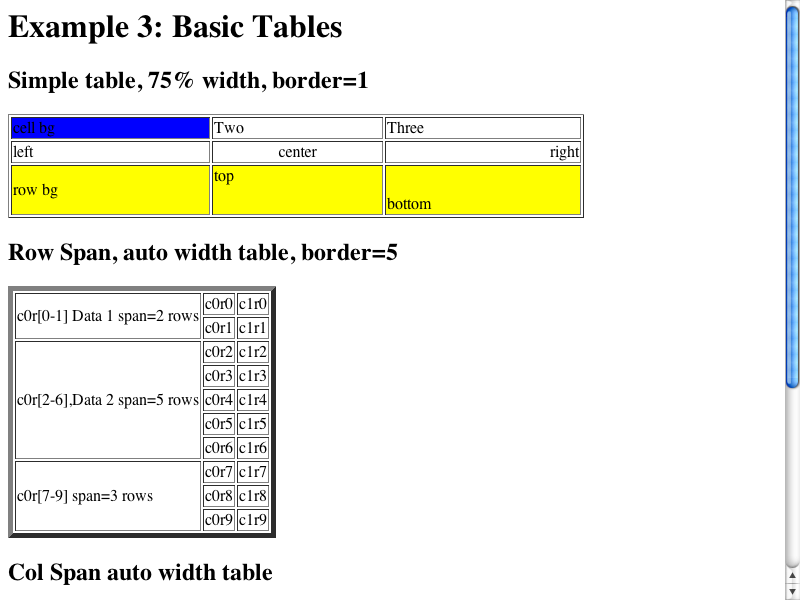 Example 3: Basic Tables
Simple table, 75% width, border=1
cell bg Two Three
left center right
row bg top bottom
Row Span, auto width table, border=5
c0r[0-1] Data 1 span=2 rows c0r0 c1r0
c0r1 c1r1
c0r[2-6],Data 2 span=5 rows c0r2 c1r2
c0r3 c1r3
c0r4 c1r4
c0r5 c1r5
c0r6 c1r6
c0r[7-9] span=3 rows c0r7 c1r7
c0r8 c1r8
c0r9 c1r9
Col Span auto width table